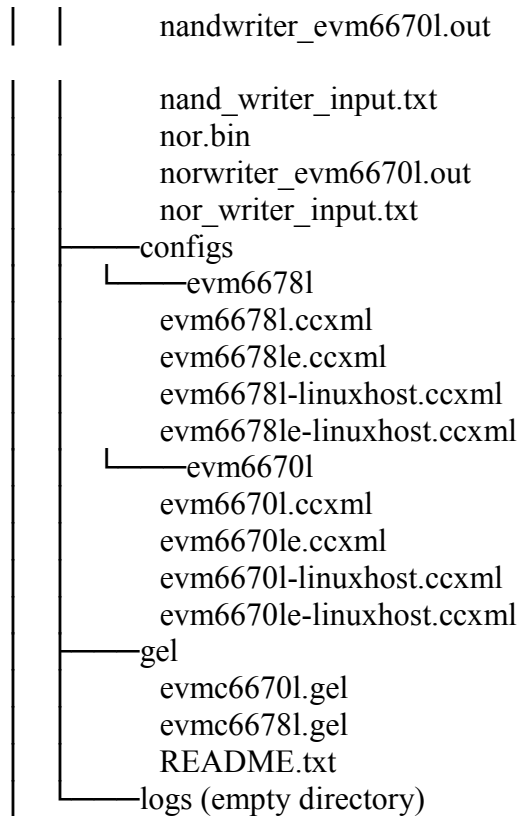 nandwriter_evm6670l.out
nand_writer_input.txt
nor.bin
norwriter_evm6670l.out
nor_writer_input.txt
configs
evm6678l
evm6678l.ccxml
evm6678le.ccxml
evm6678l-linuxhost.ccxml
evm6678le-linuxhost.ccxml
evm6670l
evm6670l.ccxml
evm6670le.ccxml
evm6670l-linuxhost.ccxml
evm6670le-linuxhost.ccxml
gel
evmc6670l.gel
evmc6678l.gel
README.txt
logs (empty directory)